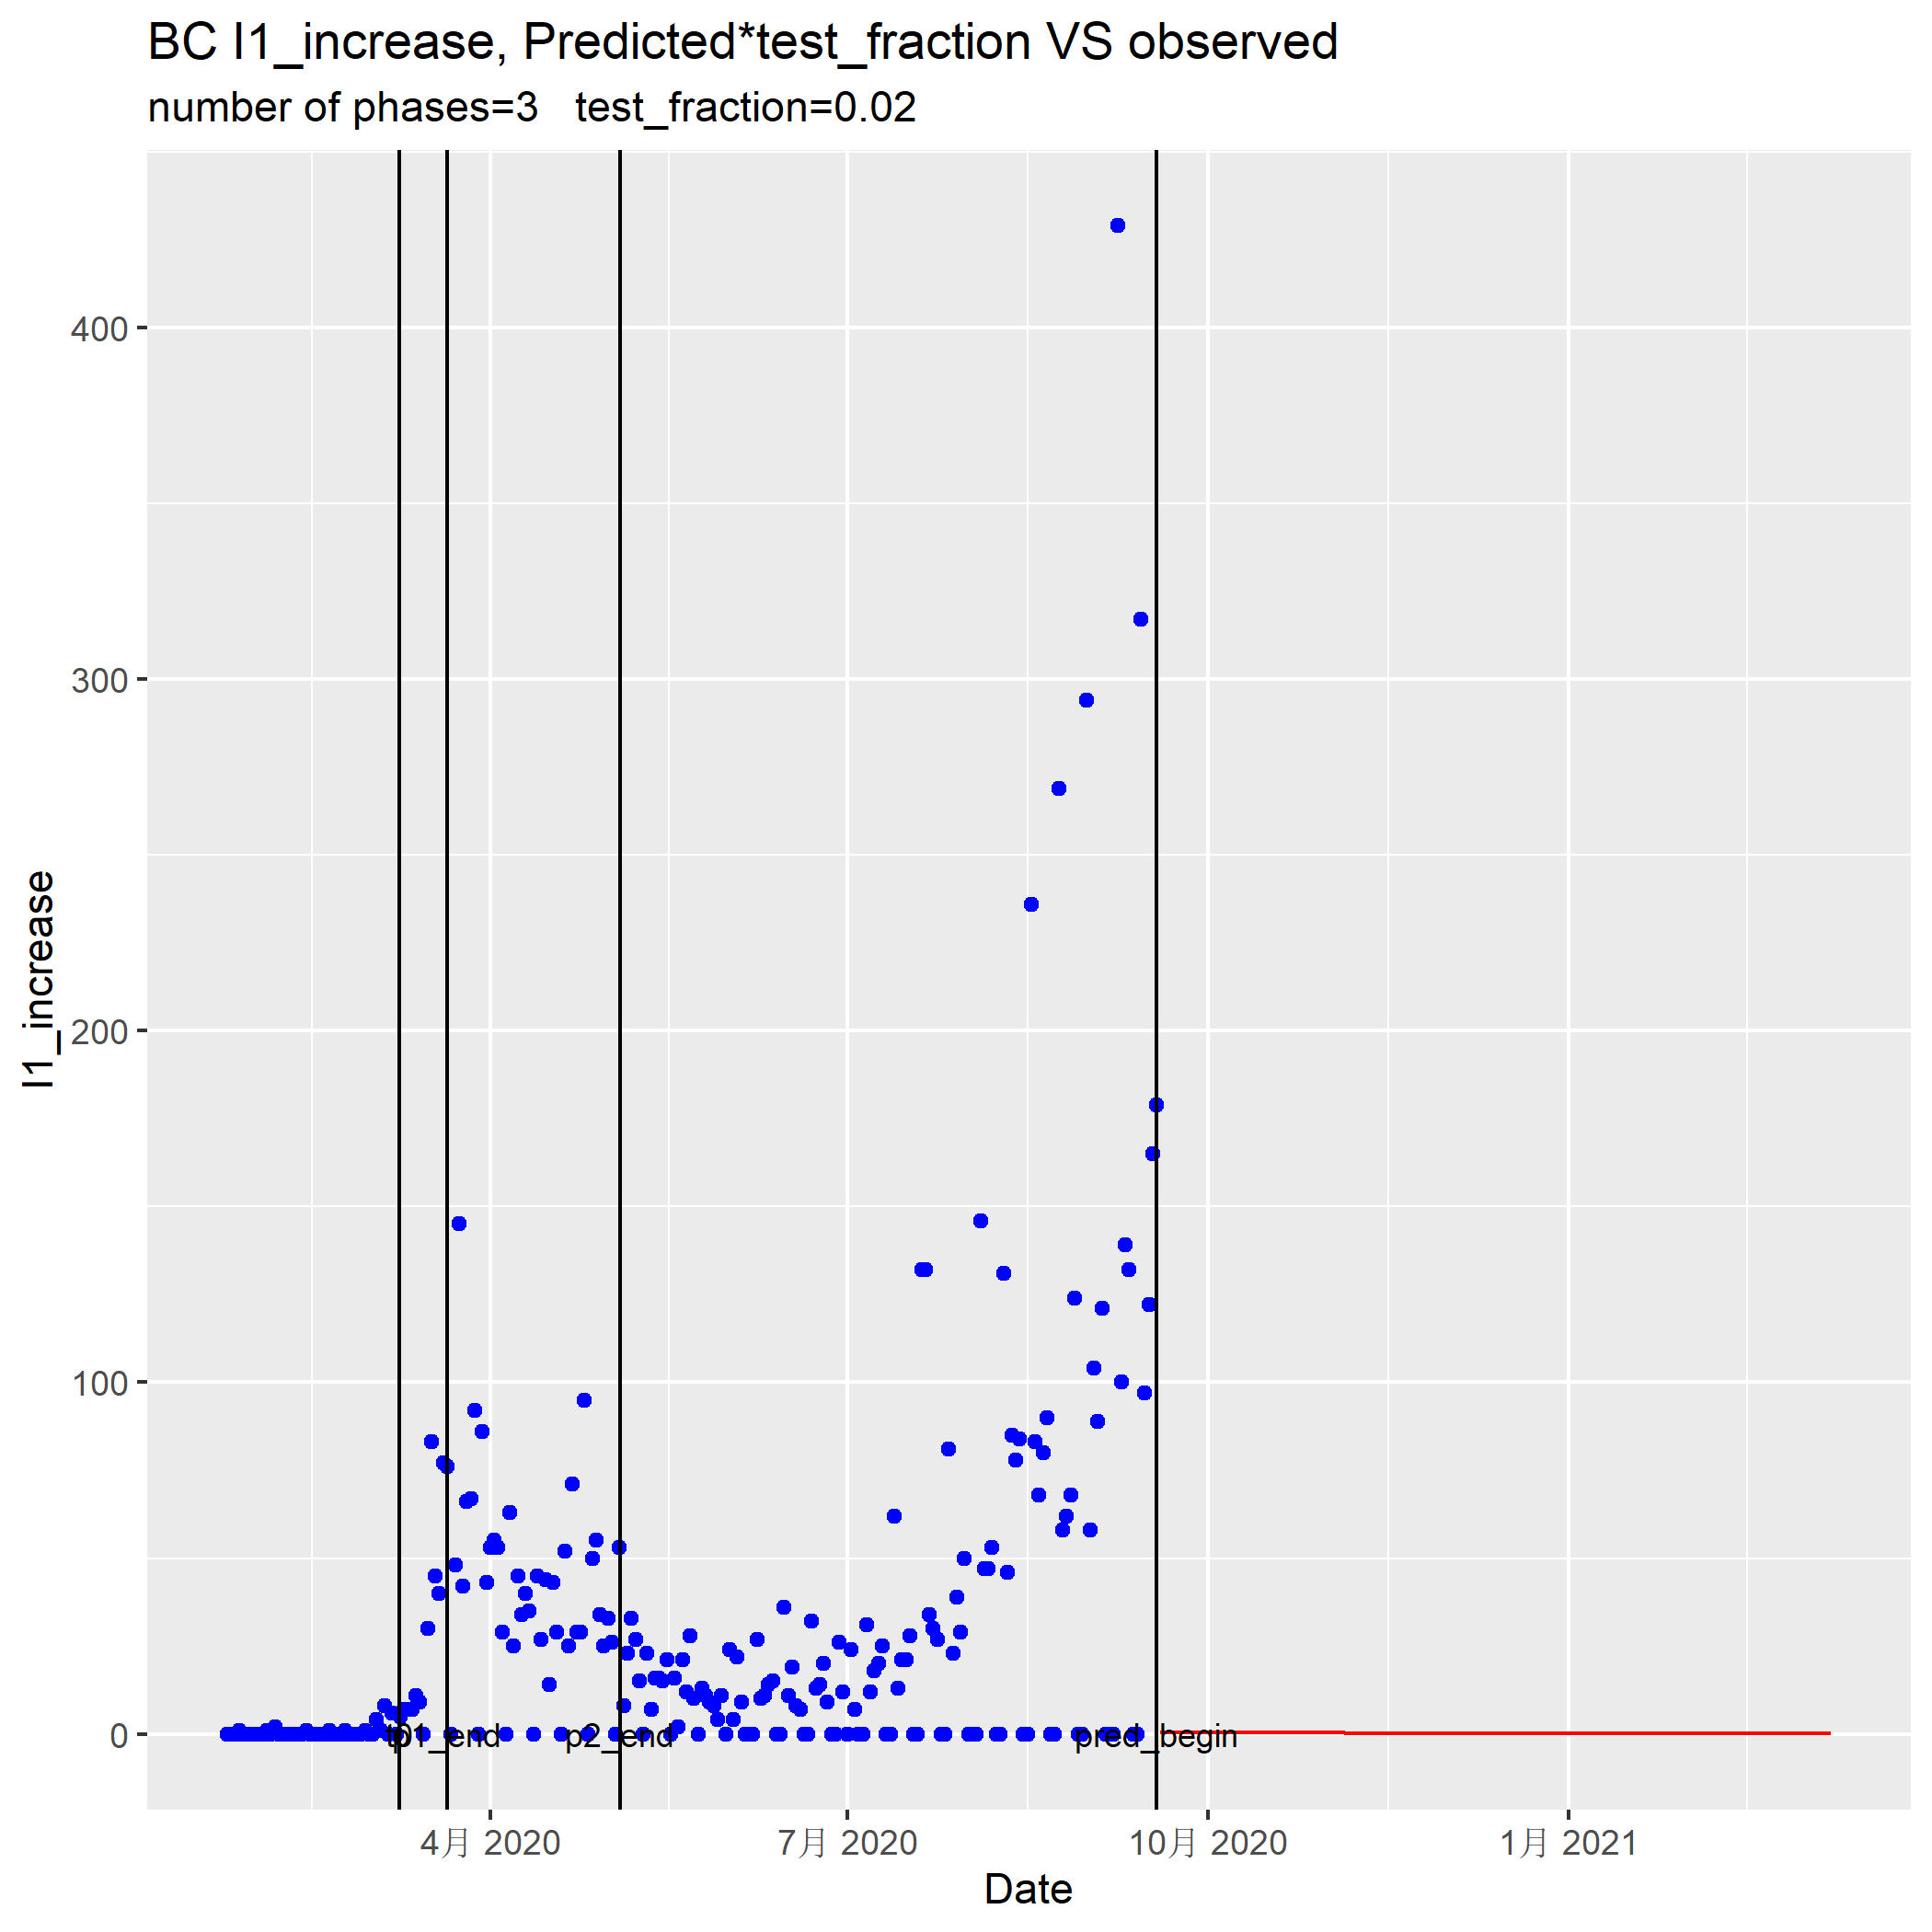 BC I1_increase, Predicted*test_fraction VS observed
number of phases=3   test_fraction=0.02
400
300
200
100
0
I1_increase
t0
p1_end
p2_end
pred_begin
4月 2020
7月 2020
10月 2020
1月 2021
Date